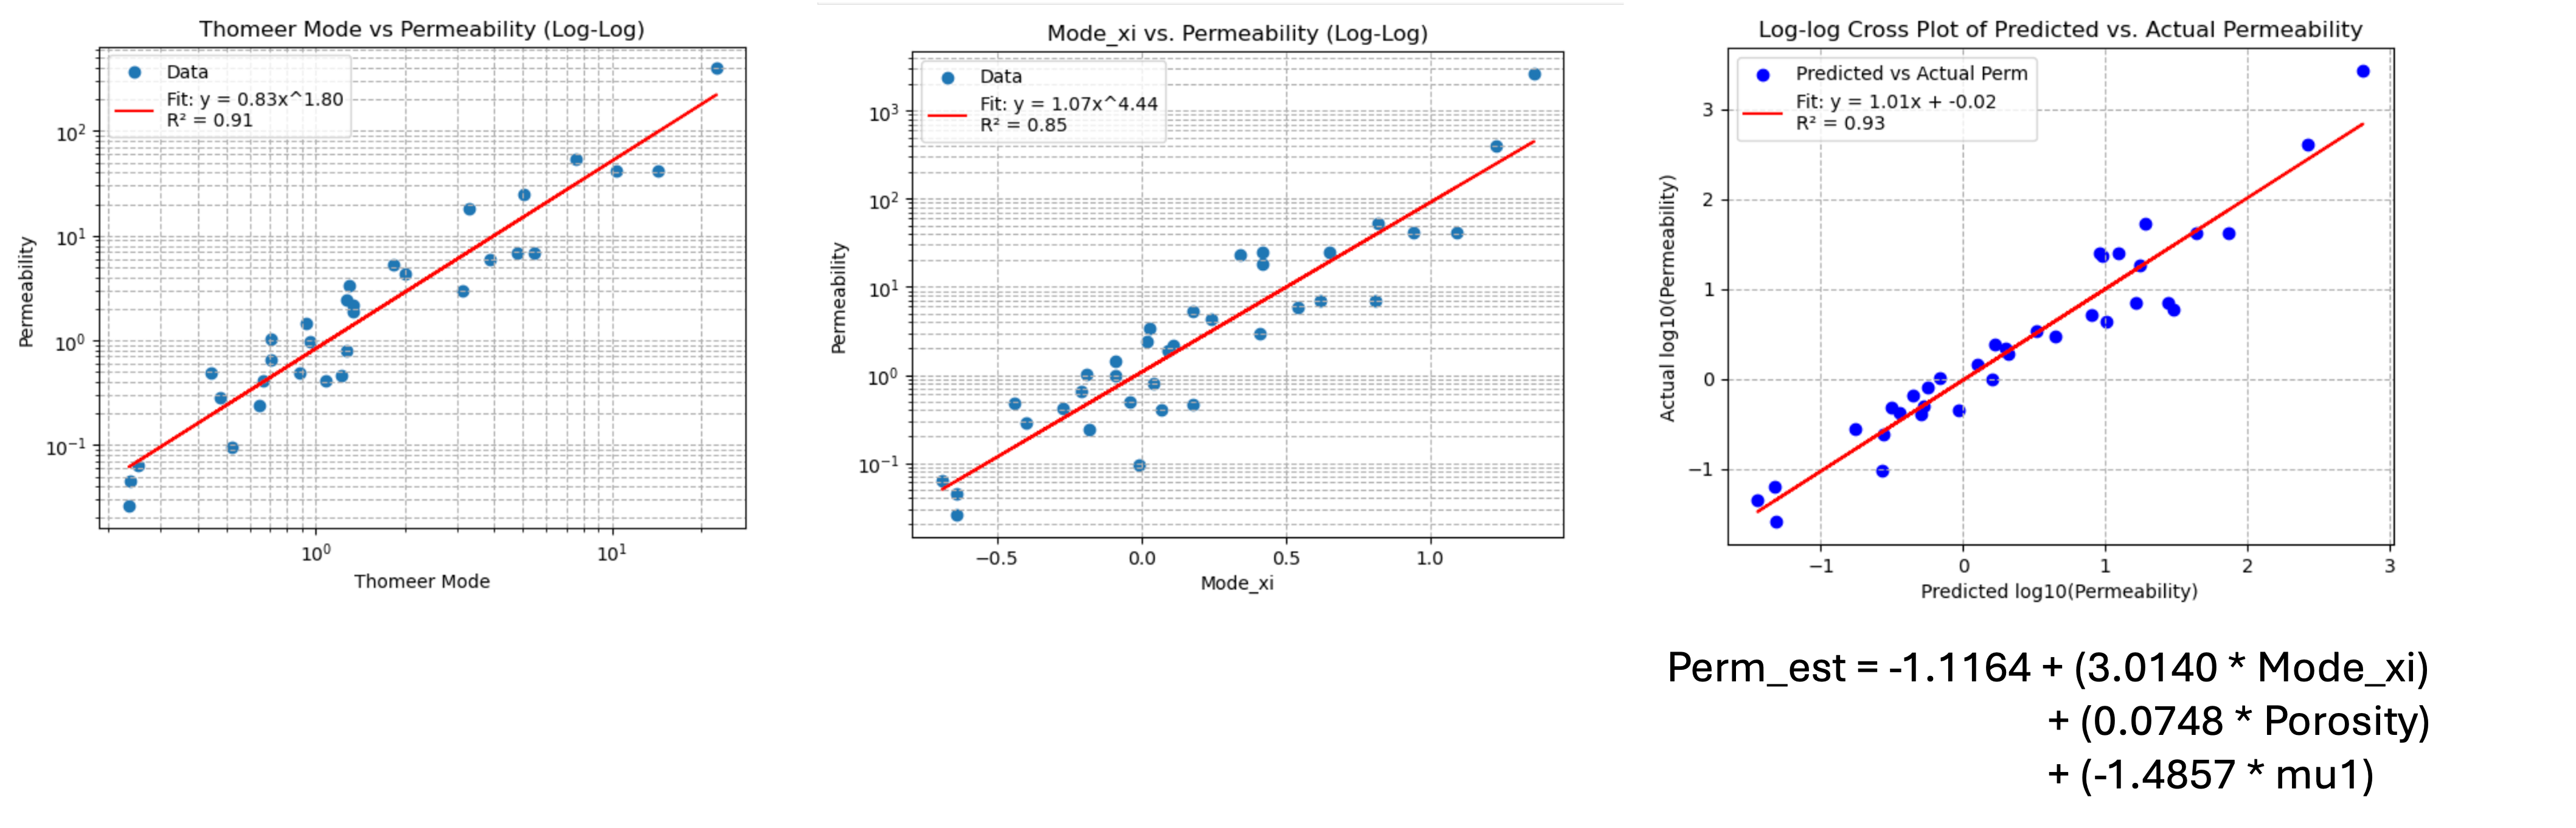 Thomeer Mode vs Permeability (Log-Log)
Data
Fit: y = 0.83x^1.80
R² = 0.91
10²
10¹
10⁰
10⁻¹
Permeability
10⁰ 10¹
Thomeer Mode
Mode_xi vs. Permeability (Log-Log)
Data
Fit: y = 1.07x^4.44
R² = 0.85
10³
10²
10¹
10⁰
10⁻¹
Permeability
−0.5 0.0 0.5 1.0
Mode_xi
Log-log Cross Plot of Predicted vs. Actual Permeability
Predicted vs Actual Perm
Fit: y = 1.01x + -0.02
R² = 0.93
3
2
1
0
−1
Actual log10(Permeability)
−1 0 1 2 3
Predicted log10(Permeability)
Perm_est = -1.1164 + (3.0140 * Mode_xi)
+ (0.0748 * Porosity)
+ (-1.4857 * mu1)